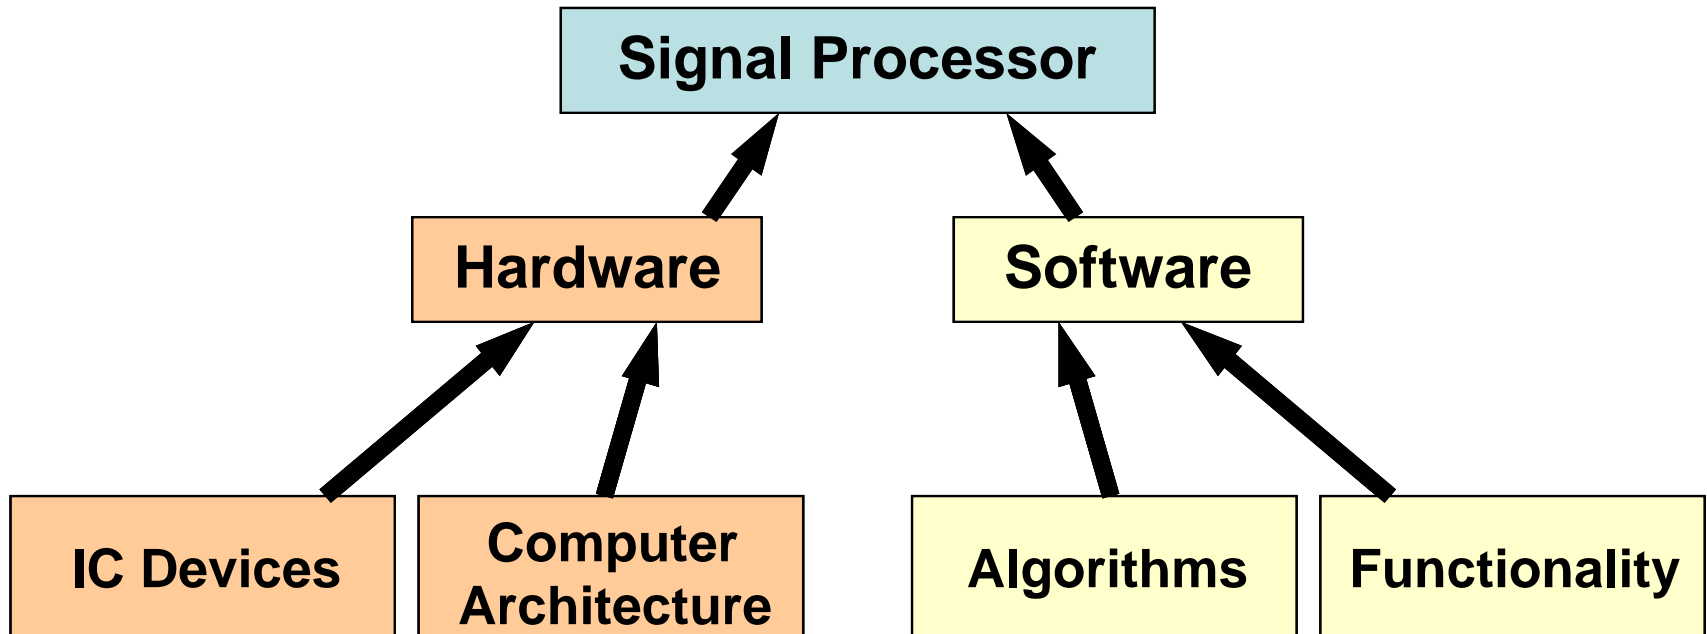 Signal Processor
Hardware
Software
IC Devices
Computer
Architecture
Algorithms
Functionality